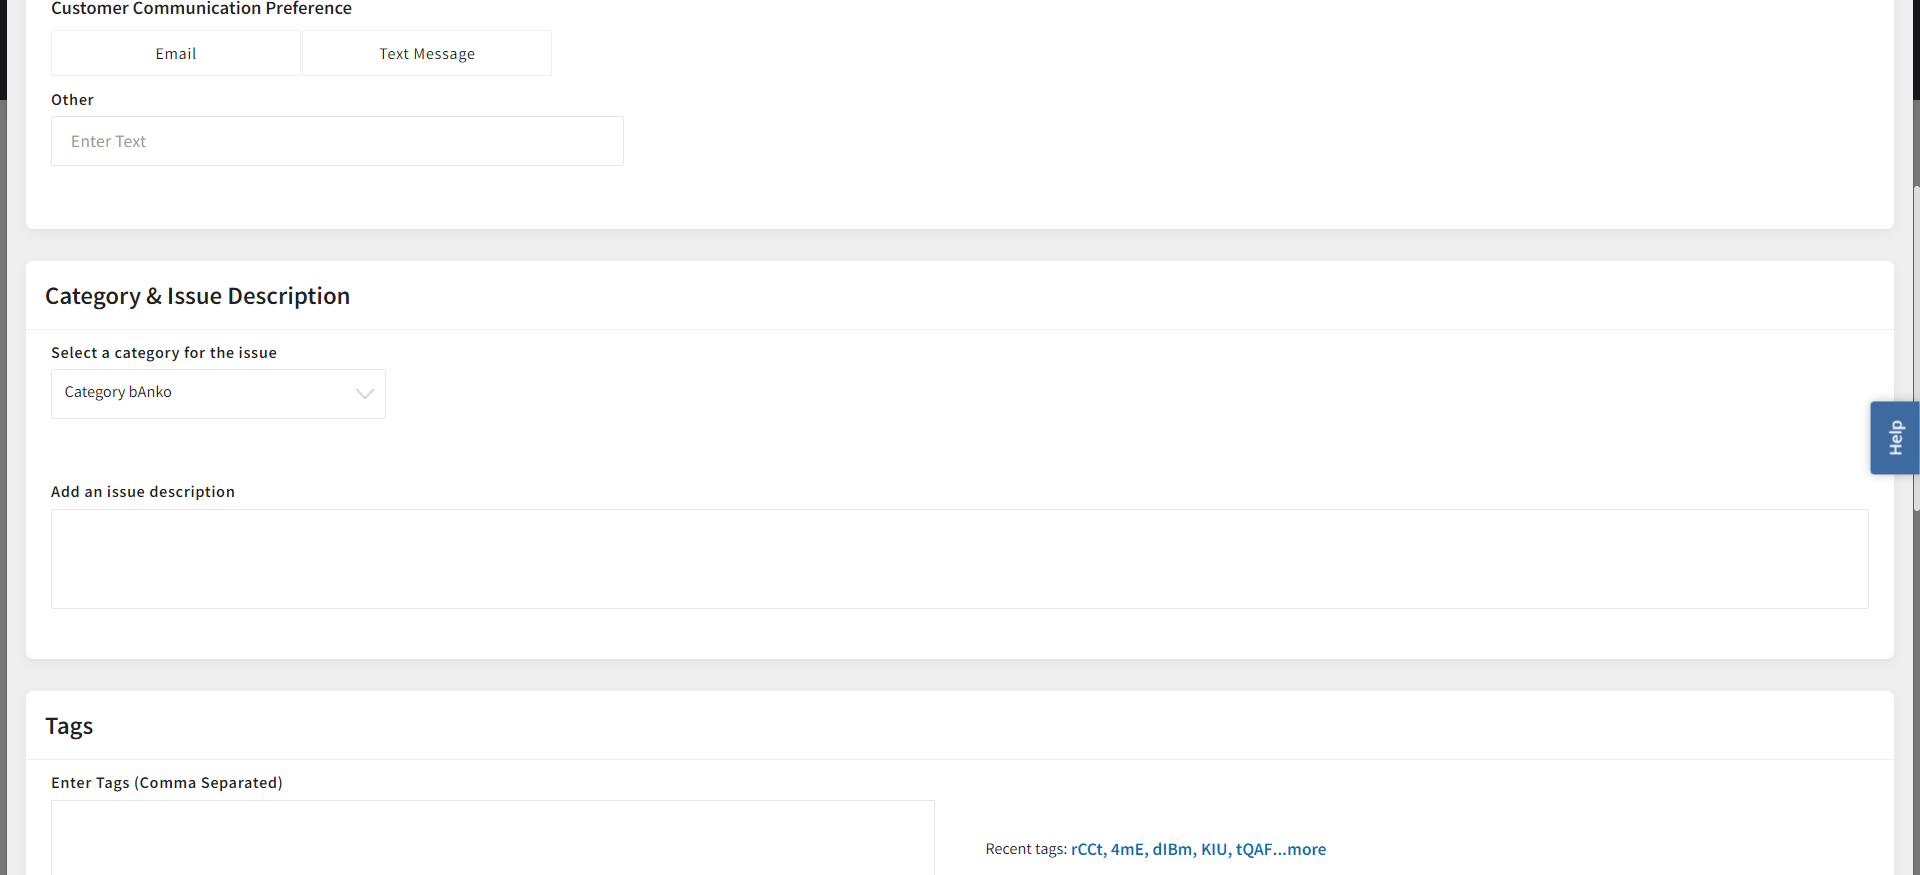 Customer Communication Preference
Email
Text Message
Other
Enter Text
Category & Issue Description
Select a category for the issue
Category bAnko
Help
Add an issue description
Tags
Enter Tags (Comma Separated)
Recent tags: rCCt, 4mE, dIBm, KIU, tQAF...more